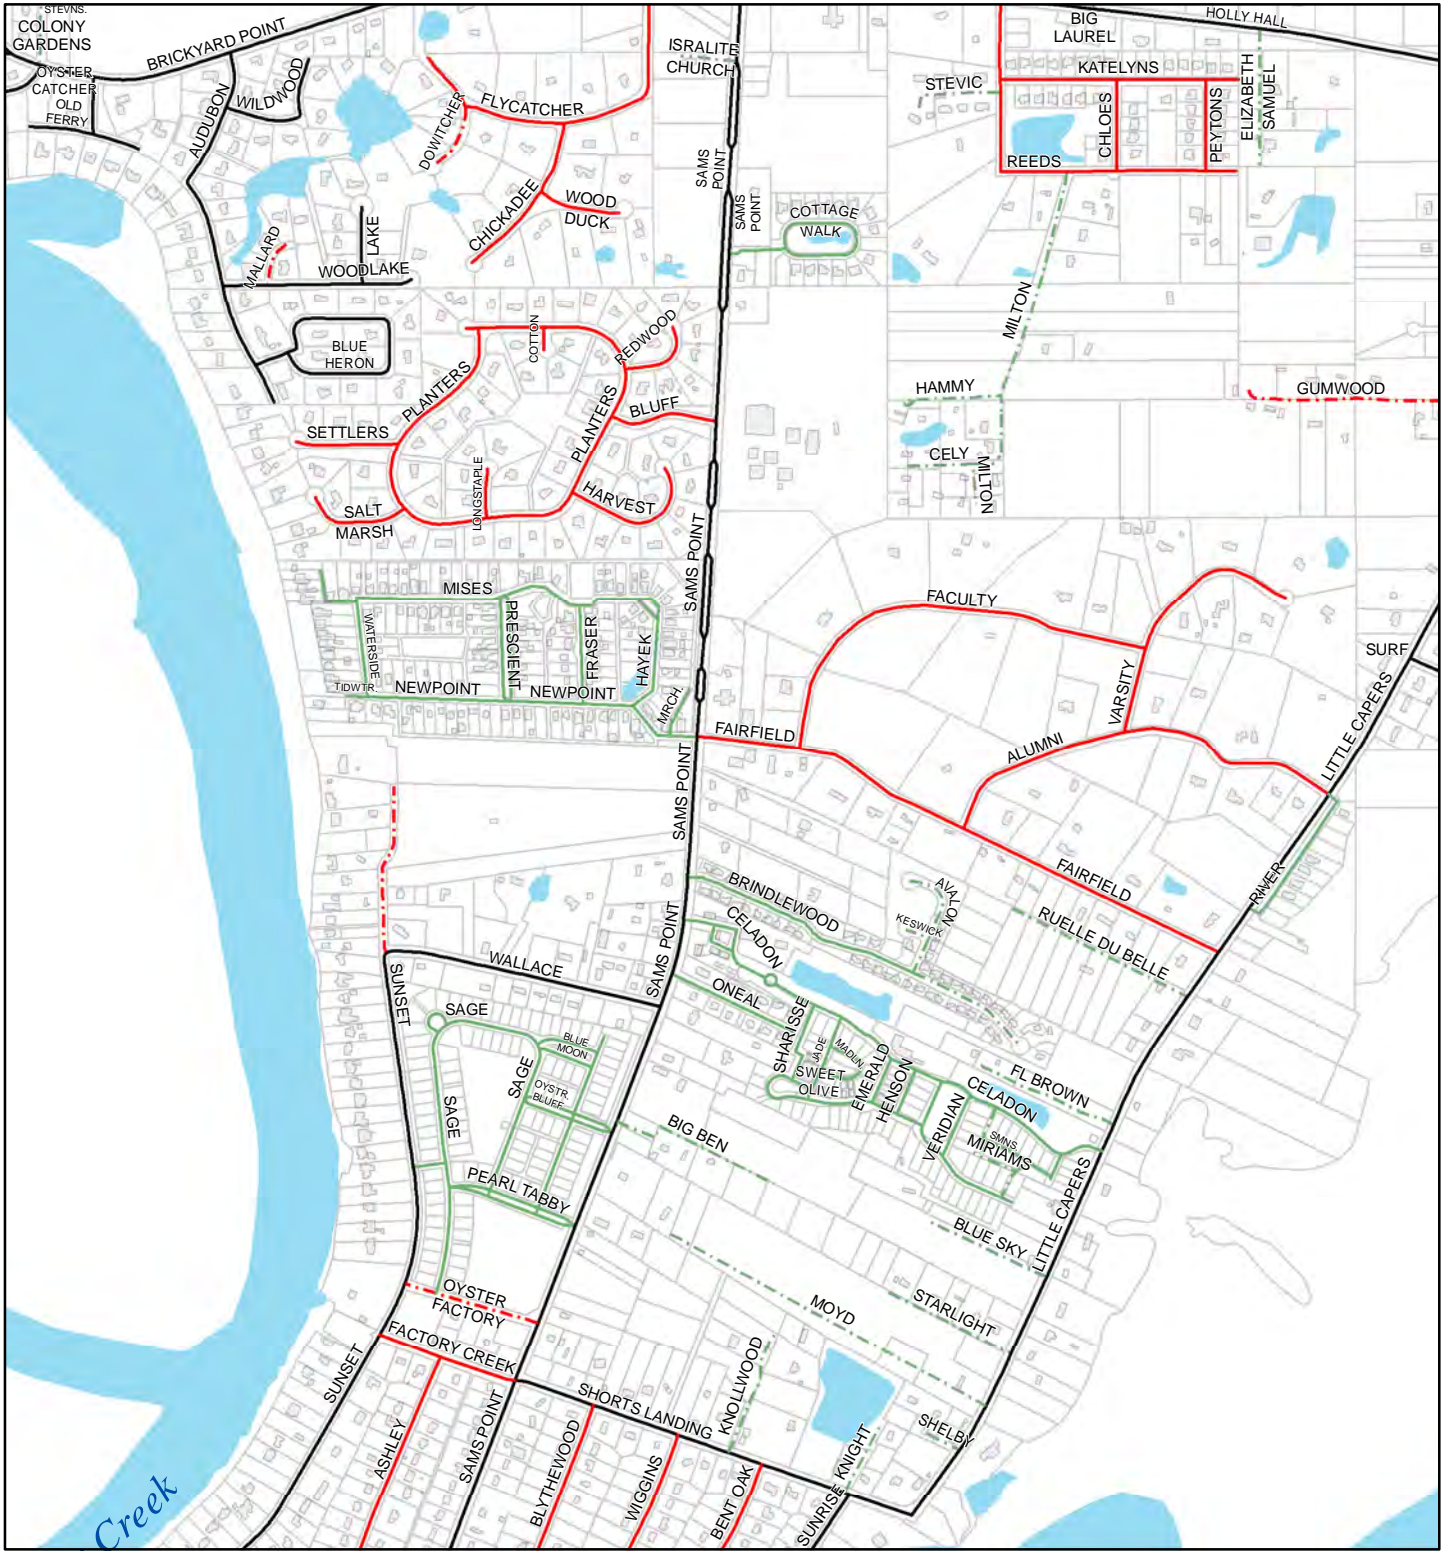 STEVNS.
COLONY
GARDENS
BRICKYARD POINT
OYSTER
CATCHER
OLD
FERRY
AUDUBON
WILDWOOD
DOWITCHER
FLYCATCHER
ISRALITE
CHURCH
BIG
LAUREL
HOLLY HALL
STEVIC
KATELYNS
CHLOES
PEYTONS
ELIZABETH
SAMUEL
REEDS
SAMS
POINT
SAMS
POINT
COTTAGE
WALK
CHICKADEE
WOOD
DUCK
MALLARD
LAKE
WOODLAKE
BLUE
HERON
COTTON
REDWOOD
PLANTERS
PLANTERS
BLUFF
SETTLERS
LONGSTAPLE
HARVEST
SALT
MARSH
MILTON
HAMMY
CELY
MILTON
GUMWOOD
SAMS POINT
MISES
WATERSIDE
PRESCIENT
FRASER
HAYEK
TIDWTR.
NEWPOINT
NEWPOINT
MRCH.
FACULTY
VARSITY
SURF
LITTLE CAPERS
FAIRFIELD
ALUMNI
SAMS POINT
FAIRFIELD
RIVER
BRINDLEWOOD
AVALON
KESWICK
RUELLE DU BELLE
CELADON
SAMS POINT
WALLACE
SUNSET
ONEAL
SAGE
BLUE
MOON
SAGE
OYSTR.
BLUFF
SAGE
SHARISSE
JADE
MADLN.
SWEET
OLIVE
EMERALD
HENSON
FL BROWN
CELADON
VERIDIAN
SMNS.
MIRIAMS
BIG BEN
PEARL TABBY
BLUE SKY
LITTLE CAPERS
OYSTER
FACTORY
MOYD
STARLIGHT
FACTORY CREEK
SUNSET
KNOLLWOOD
SHORTS LANDING
ASHLEY
SAMS POINT
BLYTHEWOOD
WIGGINS
BENT OAK
SUNRISE
KNIGHT
SHELBY
Creek